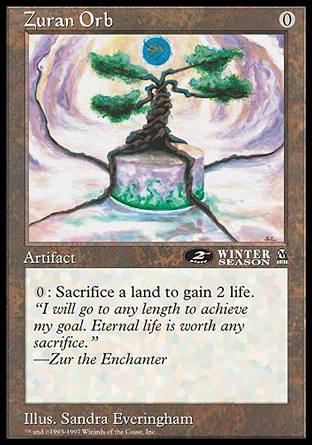 Zuran Orb 0
Artifact
2nd
WINTER
SEASON
0: Sacrifice a land to gain 2 life.
"I will go to any length to achieve
my goal. Eternal life is worth any
sacrifice."
—Zur the Enchanter
™ and ©1993-1997 Wizards of the Coast, Inc.
Illus. Sandra Everingham